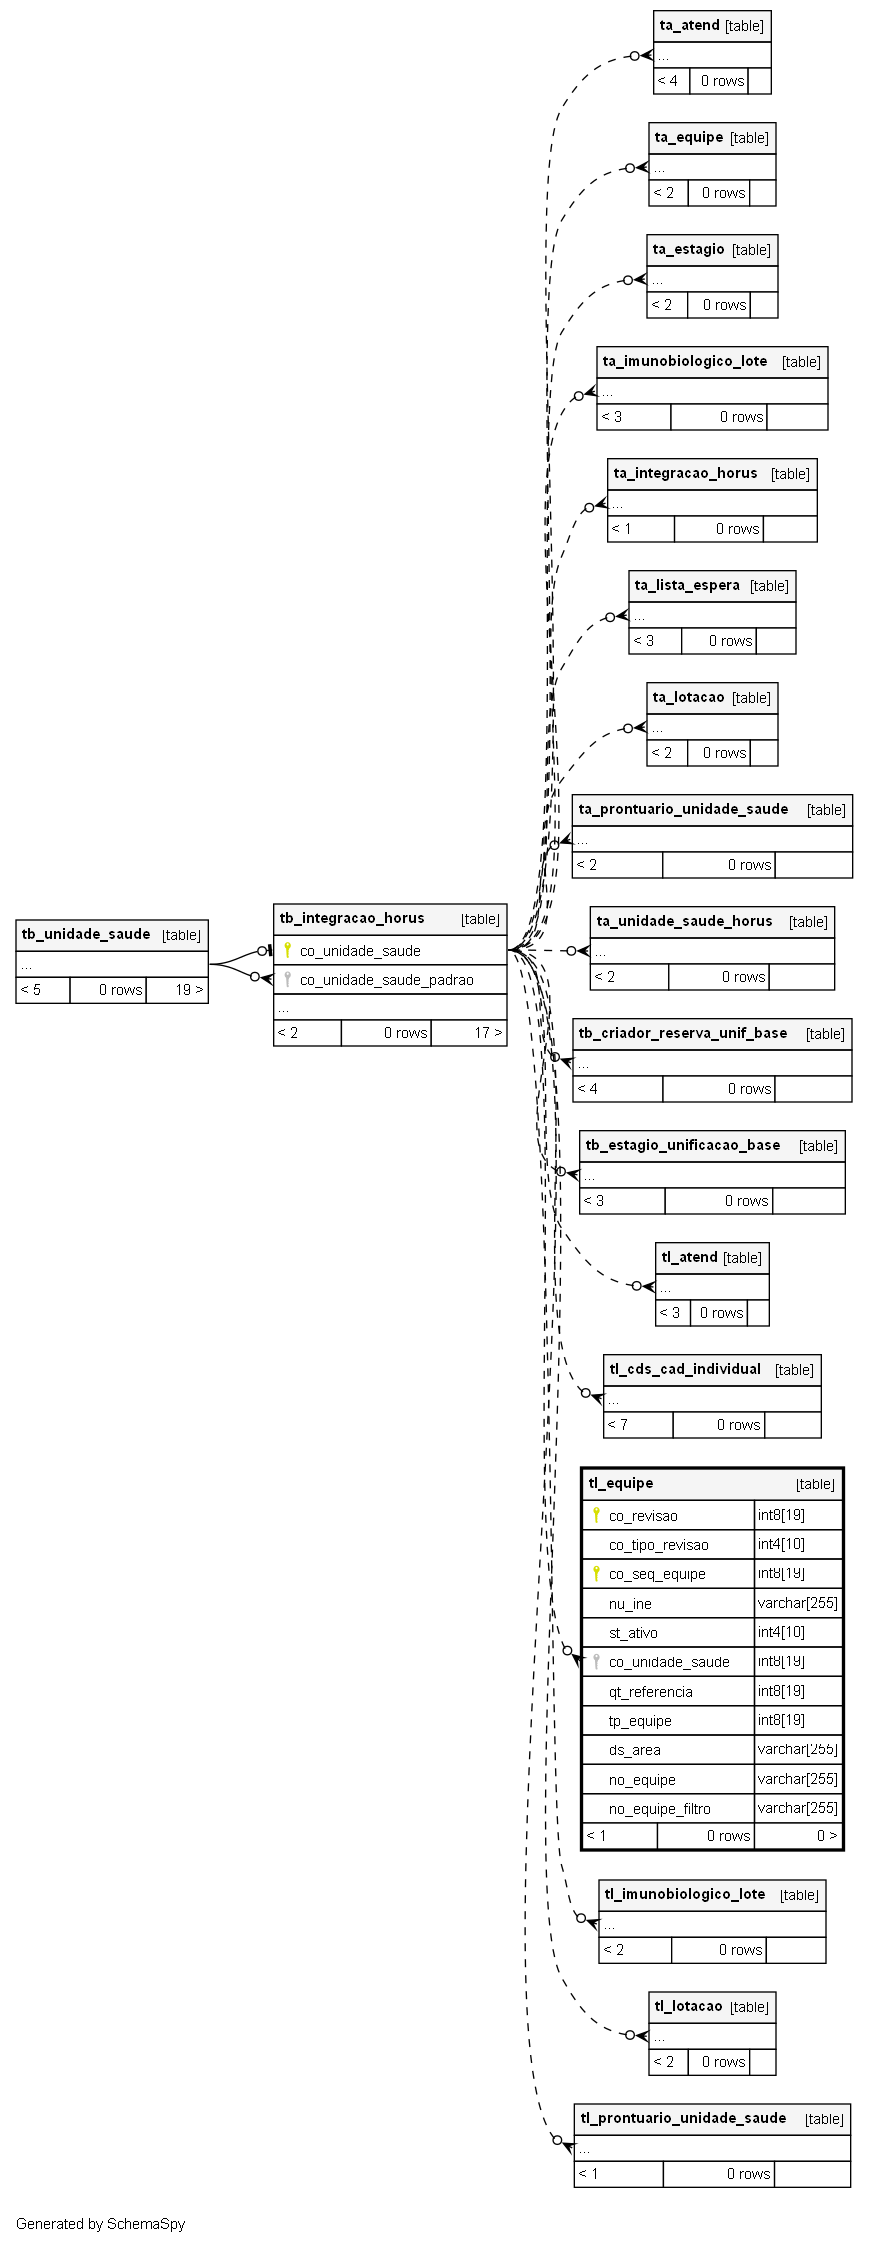 ta_atend [table]
...
< 4 0 rows
ta_equipe [table]
...
< 2 0 rows
ta_estagio [table]
...
< 2 0 rows
ta_imunobiologico_lote [table]
...
< 3 0 rows
ta_integracao_horus [table]
...
< 1 0 rows
ta_lista_espera [table]
...
< 3 0 rows
ta_lotacao [table]
...
< 2 0 rows
ta_prontuario_unidade_saude [table]
...
< 2 0 rows
tb_unidade_saude [table]
...
< 5 0 rows 19 >
tb_integracao_horus [table]
co_unidade_saude
co_unidade_saude_padrao
...
< 2 0 rows 17 >
ta_unidade_saude_horus [table]
...
< 2 0 rows
tb_criador_reserva_unif_base [table]
...
< 4 0 rows
tb_estagio_unificacao_base [table]
...
< 3 0 rows
tl_atend [table]
...
< 3 0 rows
tl_cds_cad_individual [table]
...
< 7 0 rows
tl_equipe [table]
co_revisao int8[19]
co_tipo_revisao int4[10]
co_seq_equipe int8[19]
nu_ine varchar[255]
st_ativo int4[10]
co_unidade_saude int8[19]
qt_referencia int8[19]
tp_equipe int8[19]
ds_area varchar[255]
no_equipe varchar[255]
no_equipe_filtro varchar[255]
< 1 0 rows 0 >
tl_imunobiologico_lote [table]
...
< 2 0 rows
tl_lotacao [table]
...
< 2 0 rows
tl_prontuario_unidade_saude [table]
...
< 1 0 rows
Generated by SchemaSpy